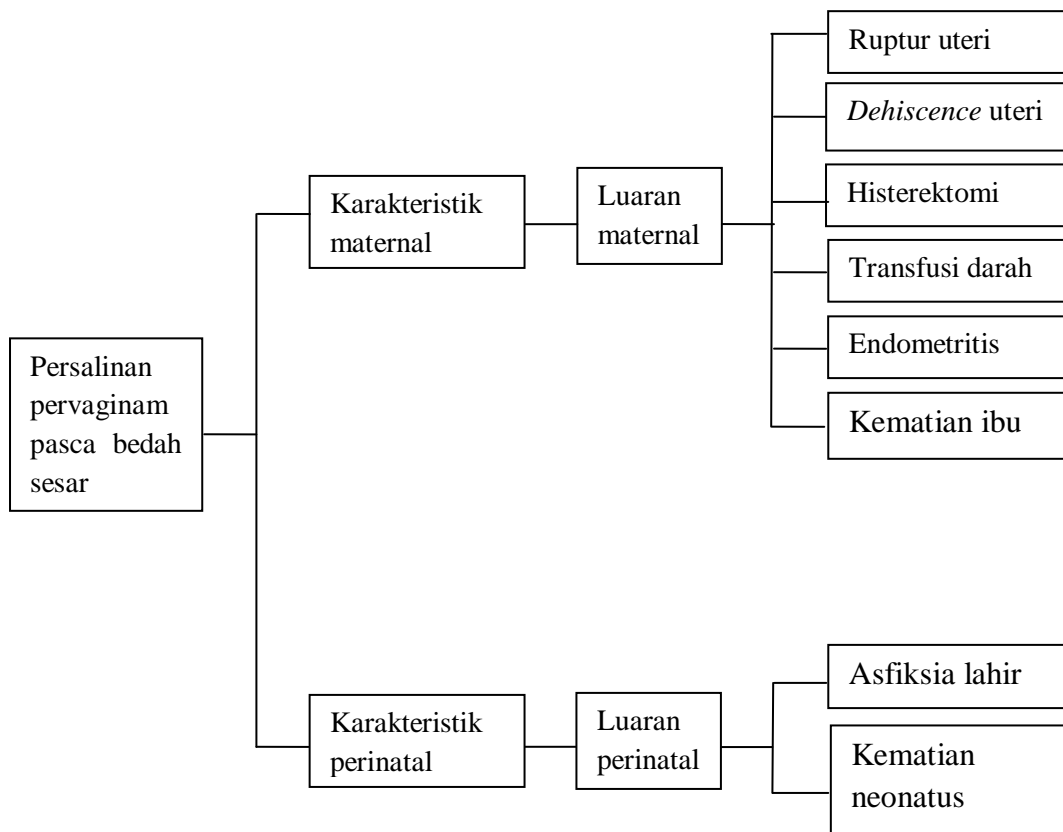 Ruptur uteri
Dehiscence uteri
Histerektomi
Transfusi darah
Endometritis
Kematian ibu
Karakteristik
maternal
Luaran
maternal
Persalinan
pervaginam
pasca bedah
sesar
Karakteristik
perinatal
Luaran
perinatal
Asfiksia lahir
Kematian
neonatus